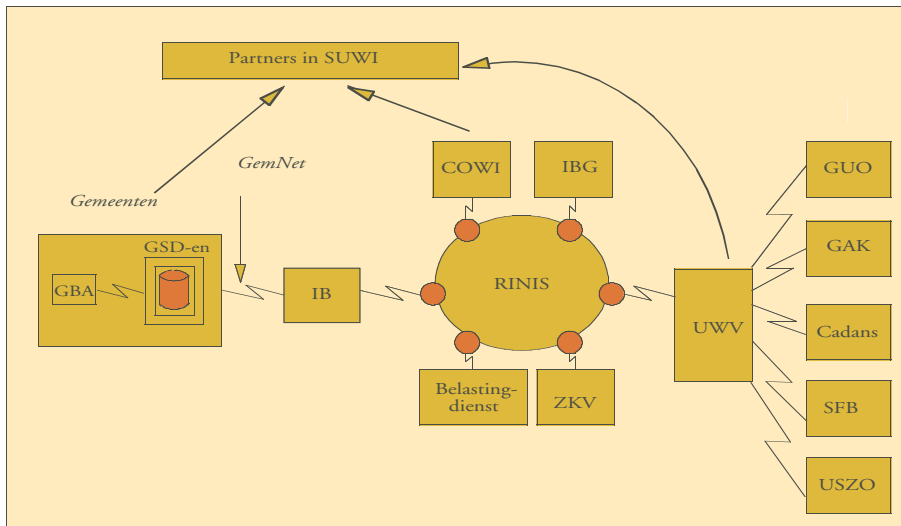 Partners in SUWI
GemNet
COWI
IBG
GUO
Gemeenten
GSD-en
GAK
GBA
IB
RINIS
UWV
Cadans
Belasting-
dienst
ZKV
SFB
USZO